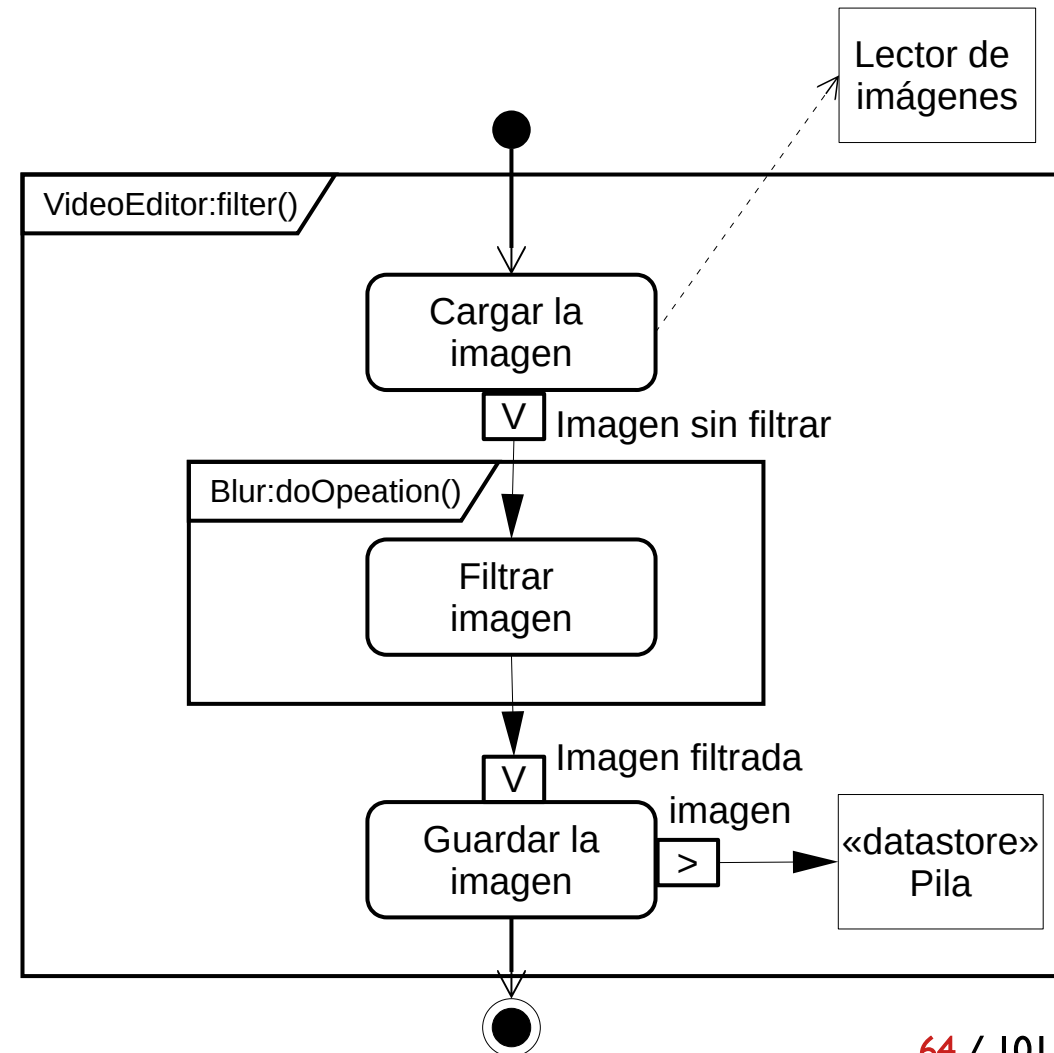 Lector de
imágenes
VideoEditor:filter()
Cargar la
imagen
V
Imagen sin filtrar
Blur:doOpeation()
Filtrar
imagen
V
Imagen filtrada
imagen
Guardar la
imagen
>
«datastore»
Pila
64 / 101